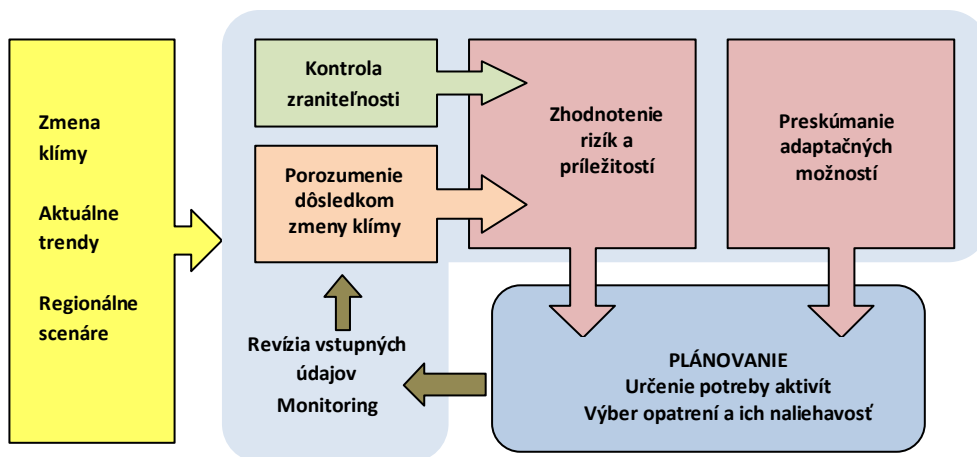 Zmena
klímy
Aktuálne
trendy
Regionálne
scenáre
Kontrola
zraniteľnosti
Porozumenie
dôsledkom
zmeny klímy
Zhodnotenie
rizík a
príležitostí
Preskúmanie
adaptačných
možností
Revízia vstupných
údajov
Monitoring
PLÁNOVANIE
Určenie potreby aktivít
Výber opatrení a ich naliehavosť